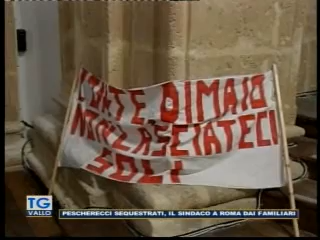 CONTE DIMAIO
NON LASCIATECI
SOLI
TG
VALLO
PESCHERECCI SEQUESTRATI, IL SINDACO A ROMA DAI FAMILIARI